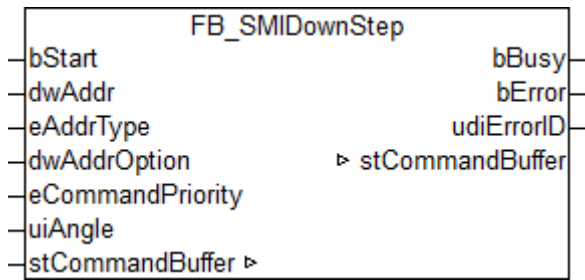 FB_SMIDownStep
bStart bBusy
dwAddr bError
eAddrType udiErrorID
dwAddrOption ▹ stCommandBuffer
eCommandPriority
uiAngle
stCommandBuffer ▹